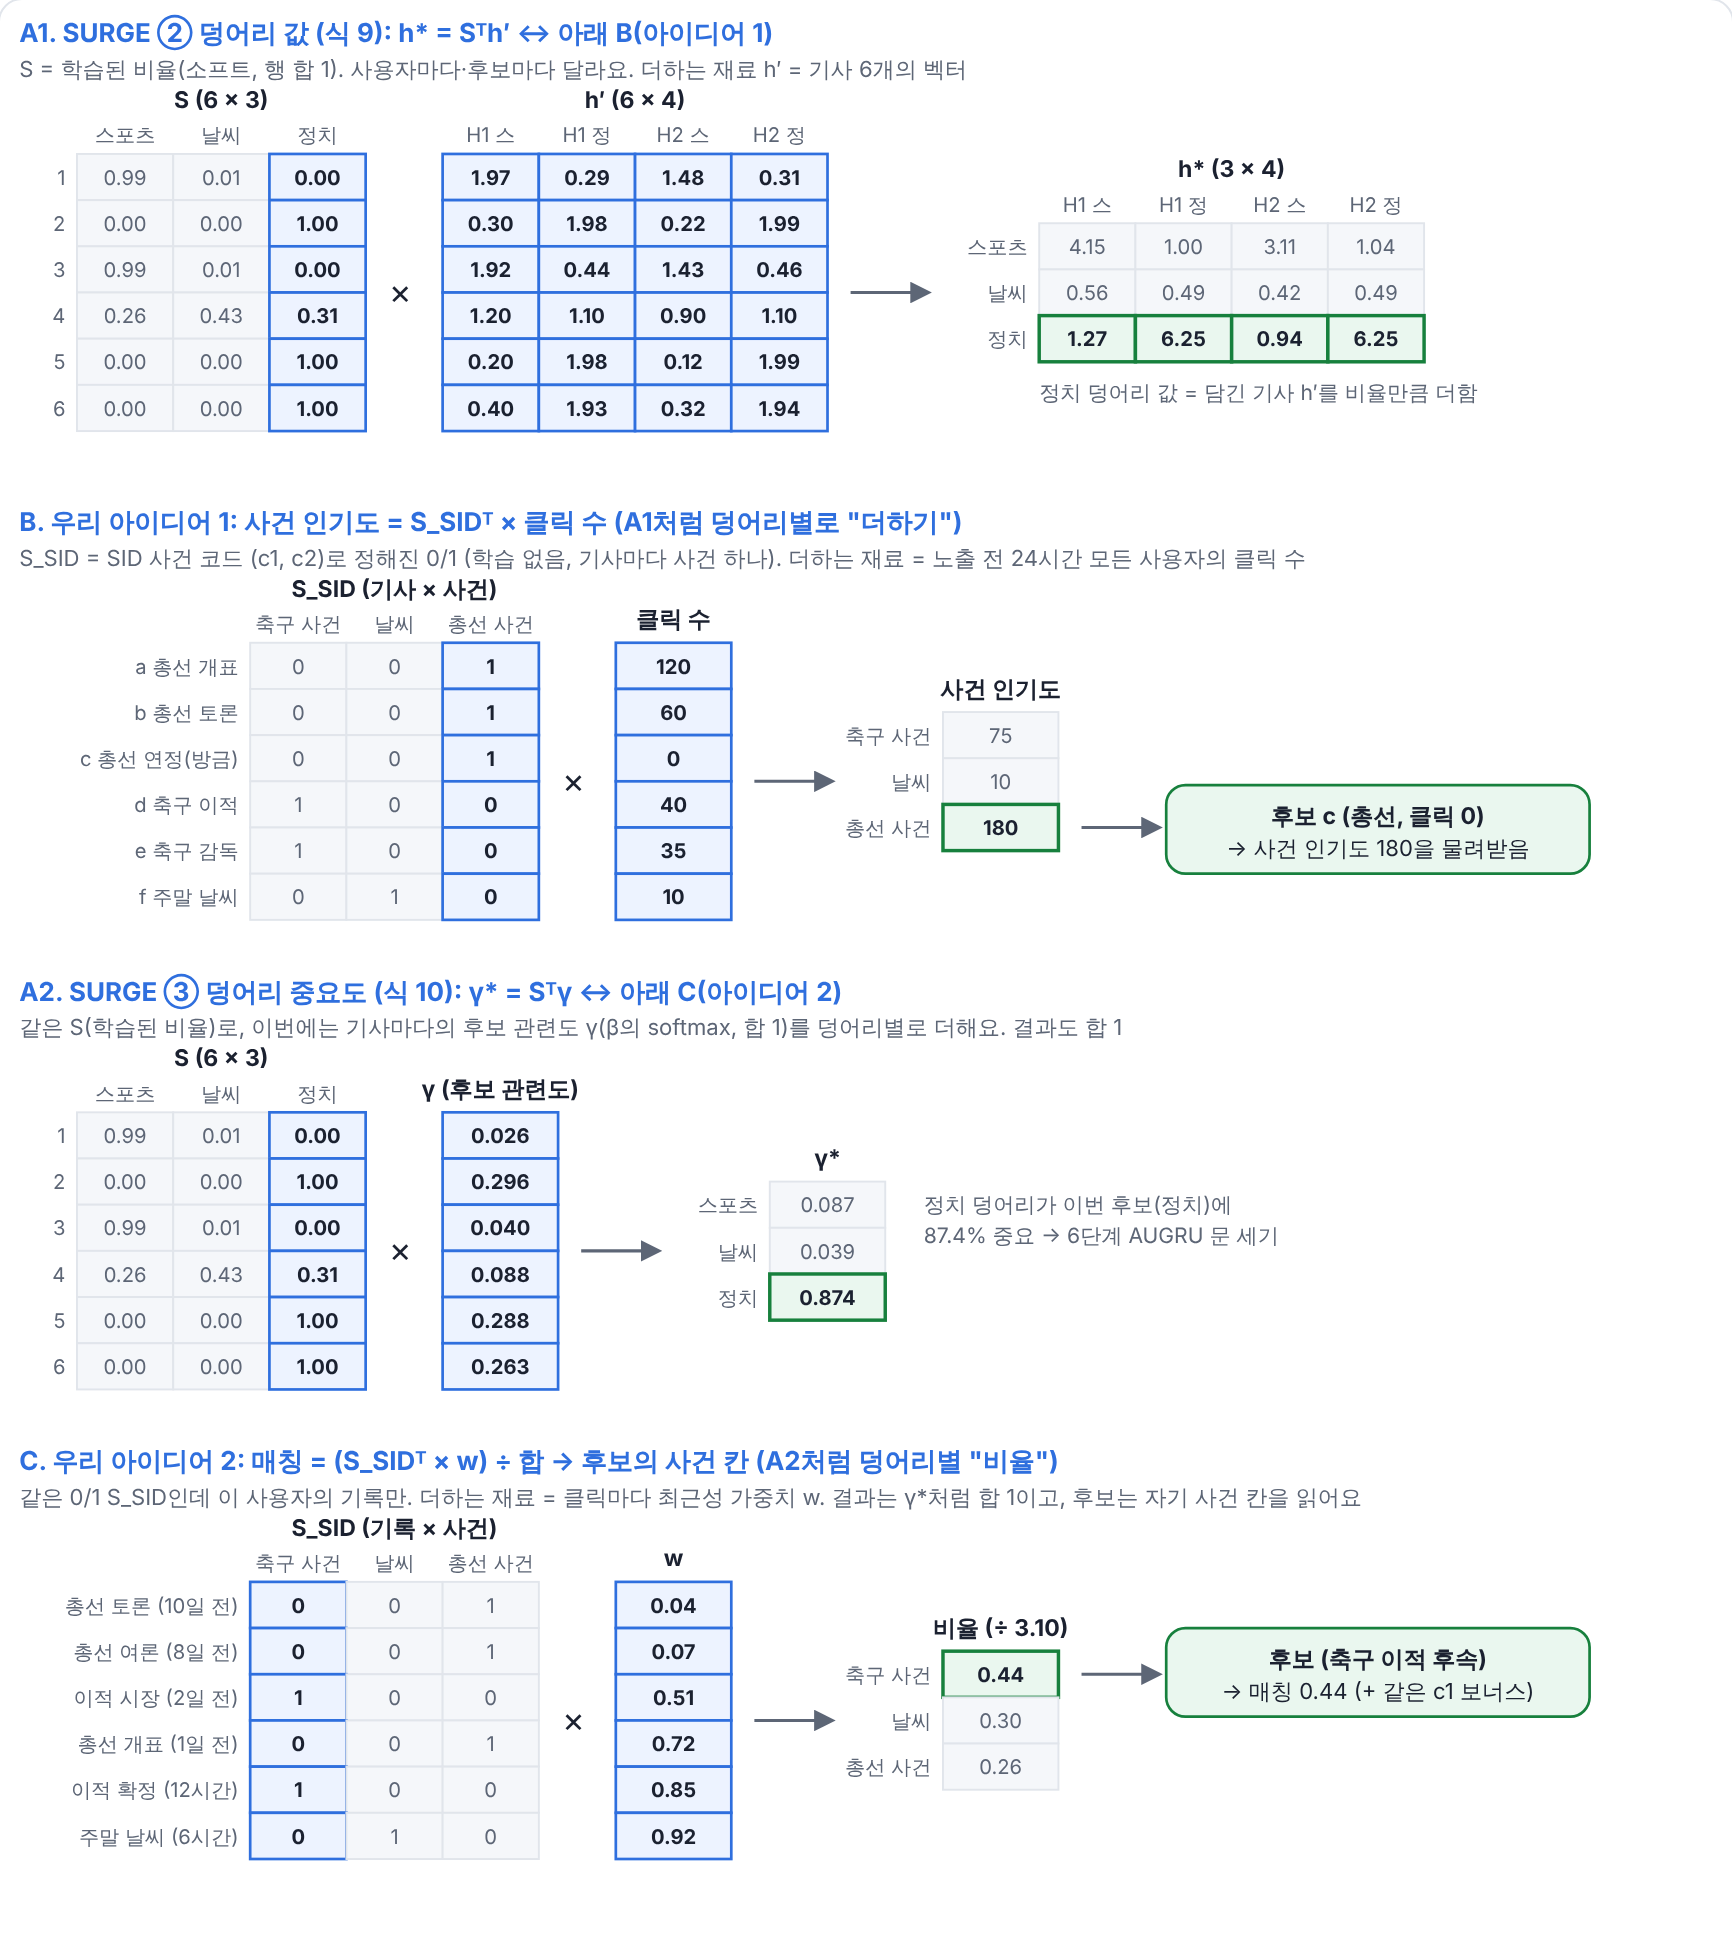 A1. SURGE ② 덩어리 값 (식 9): h* = Sᵀh′ ↔ 아래 B(아이디어 1)
S = 학습된 비율(소프트, 행 합 1). 사용자마다·후보마다 달라요. 더하는 재료 h′ = 기사 6개의 벡터
S (6 × 3) h′ (6 × 4)
스포츠 날씨 정치 H1 스 H1 정 H2 스 H2 정
1 0.99 0.01 0.00 1.97 0.29 1.48 0.31
2 0.00 0.00 1.00 0.30 1.98 0.22 1.99
3 0.99 0.01 0.00 1.92 0.44 1.43 0.46
4 0.26 0.43 0.31 1.20 1.10 0.90 1.10
5 0.00 0.00 1.00 0.20 1.98 0.12 1.99
6 0.00 0.00 1.00 0.40 1.93 0.32 1.94
×
h* (3 × 4)
H1 스 H1 정 H2 스 H2 정
스포츠 4.15 1.00 3.11 1.04
날씨 0.56 0.49 0.42 0.49
정치 1.27 6.25 0.94 6.25
정치 덩어리 값 = 담긴 기사 h′를 비율만큼 더함
B. 우리 아이디어 1: 사건 인기도 = S_SIDᵀ × 클릭 수 (A1처럼 덩어리별로 "더하기")
S_SID = SID 사건 코드 (c1, c2)로 정해진 0/1 (학습 없음, 기사마다 사건 하나). 더하는 재료 = 노출 전 24시간 모든 사용자의 클릭 수
S_SID (기사 × 사건) 클릭 수
축구 사건 날씨 총선 사건
a 총선 개표 0 0 1 120
b 총선 토론 0 0 1 60
c 총선 연정(방금) 0 0 1 0
d 축구 이적 1 0 0 40
e 축구 감독 1 0 0 35
f 주말 날씨 0 1 0 10
×
사건 인기도
축구 사건 75
날씨 10
총선 사건 180
후보 c (총선, 클릭 0)
→ 사건 인기도 180을 물려받음
A2. SURGE ③ 덩어리 중요도 (식 10): γ* = Sᵀγ ↔ 아래 C(아이디어 2)
같은 S(학습된 비율)로, 이번에는 기사마다의 후보 관련도 γ(β의 softmax, 합 1)를 덩어리별로 더해요. 결과도 합 1
S (6 × 3) γ (후보 관련도)
스포츠 날씨 정치
1 0.99 0.01 0.00 0.026
2 0.00 0.00 1.00 0.296
3 0.99 0.01 0.00 0.040
4 0.26 0.43 0.31 0.088
5 0.00 0.00 1.00 0.288
6 0.00 0.00 1.00 0.263
×
γ*
스포츠 0.087
날씨 0.039
정치 0.874
정치 덩어리가 이번 후보(정치)에
87.4% 중요 → 6단계 AUGRU 문 세기
C. 우리 아이디어 2: 매칭 = (S_SIDᵀ × w) ÷ 합 → 후보의 사건 칸 (A2처럼 덩어리별 "비율")
같은 0/1 S_SID인데 이 사용자의 기록만. 더하는 재료 = 클릭마다 최근성 가중치 w. 결과는 γ*처럼 합 1이고, 후보는 자기 사건 칸을 읽어요
S_SID (기록 × 사건) w
축구 사건 날씨 총선 사건
총선 토론 (10일 전) 0 0 1 0.04
총선 여론 (8일 전) 0 0 1 0.07
이적 시장 (2일 전) 1 0 0 0.51
총선 개표 (1일 전) 0 0 1 0.72
이적 확정 (12시간) 1 0 0 0.85
주말 날씨 (6시간) 0 1 0 0.92
×
비율 (÷ 3.10)
축구 사건 0.44
날씨 0.30
총선 사건 0.26
후보 (축구 이적 후속)
→ 매칭 0.44 (+ 같은 c1 보너스)